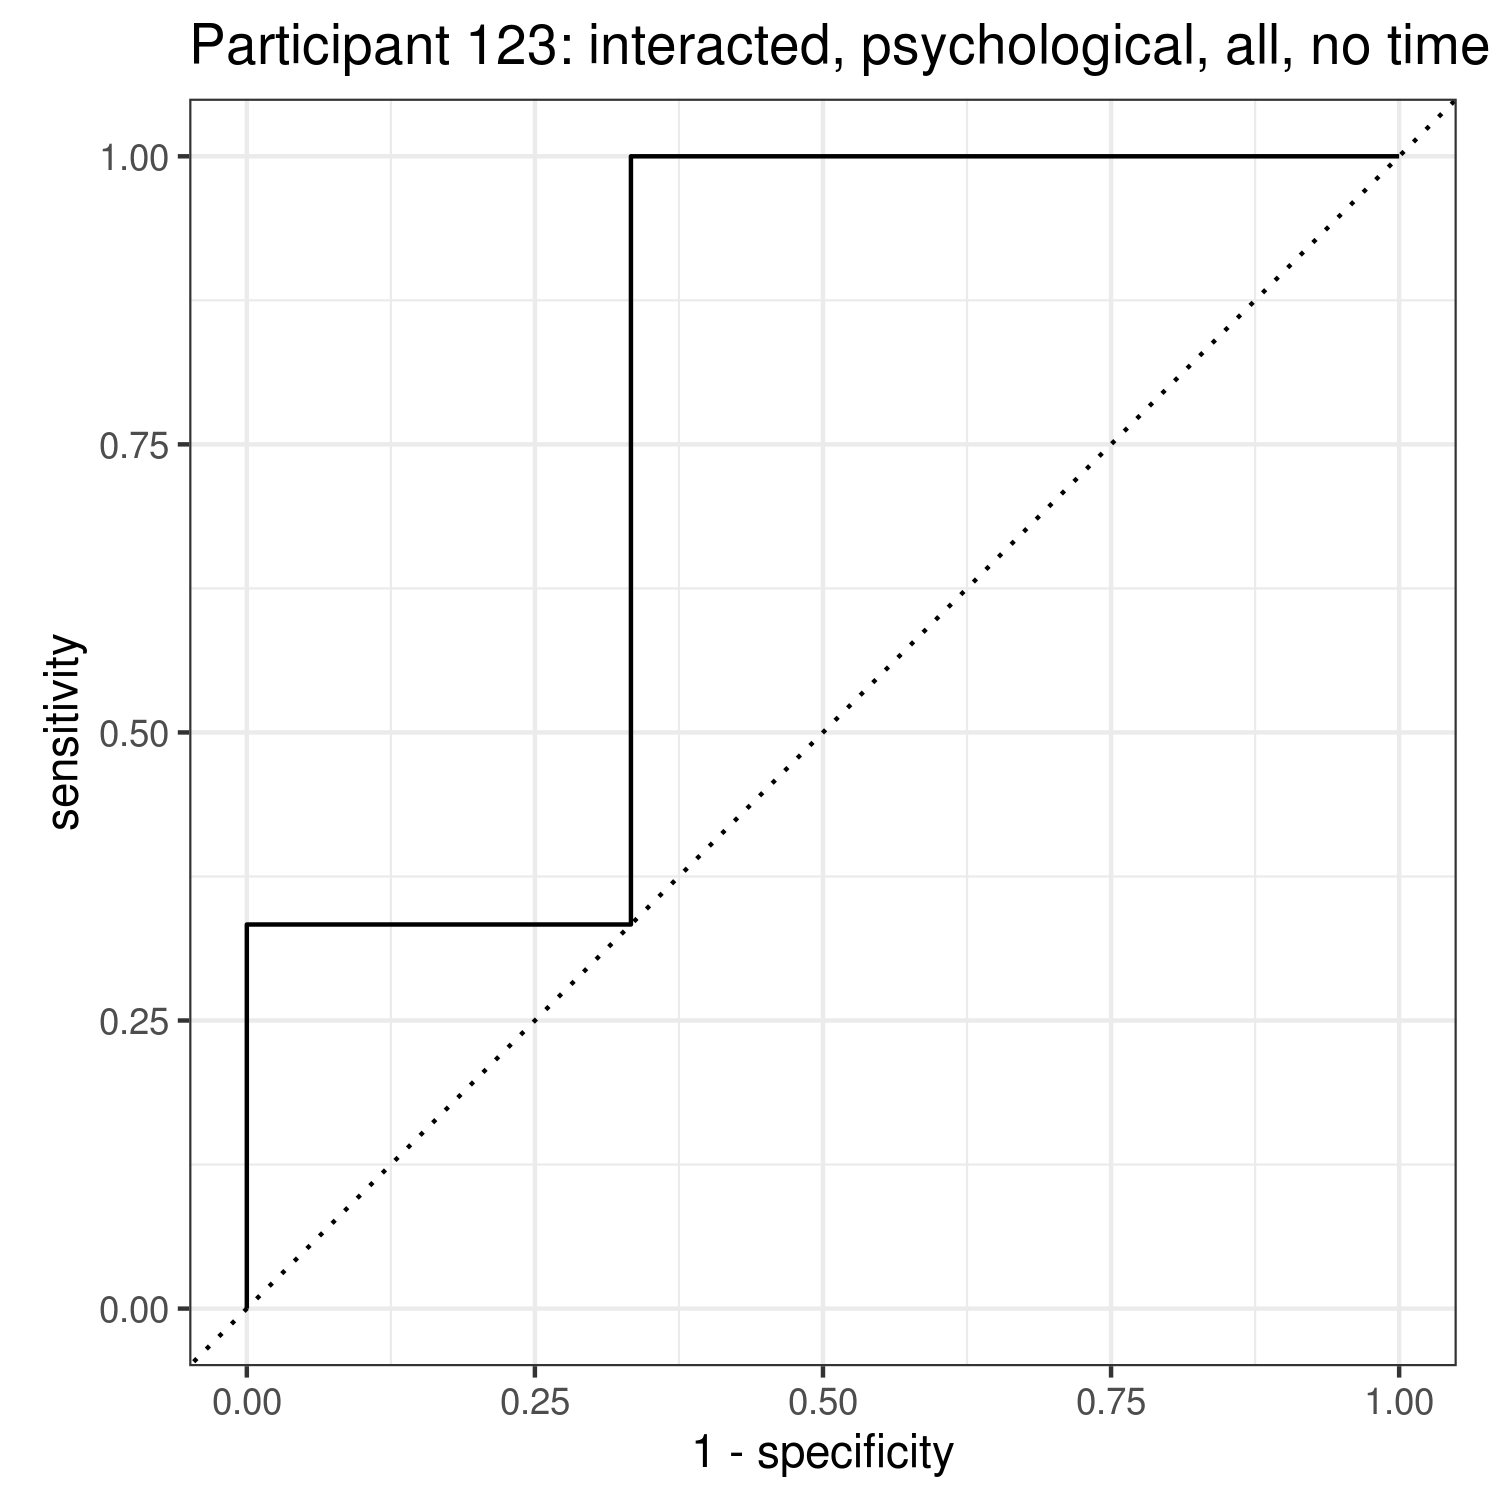 Participant 123: interacted, psychological, all, no time
1.00
0.75
0.50
0.25
0.00
sensitivity
0.00 0.25 0.50 0.75 1.00
1 - specificity